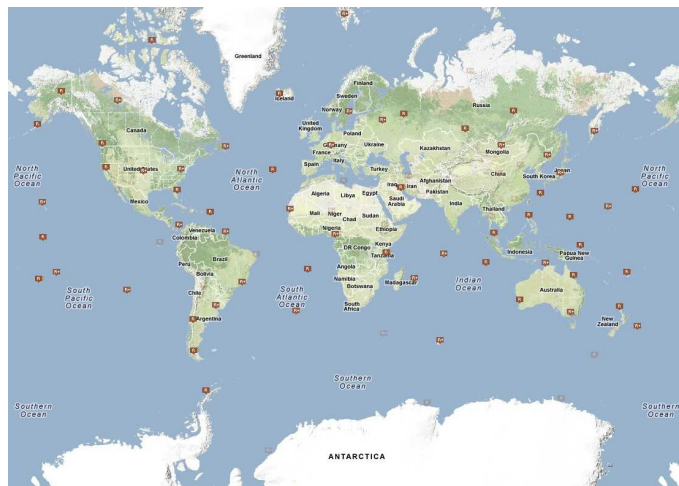 Greenland
Iceland
Finland
Sweden
Norway
Russia
United
Kingdom
Poland
Germany
Ukraine
France
Kazakhstan
Mongolia
Spain
Italy
Turkey
Canada
United States
North
Pacific
Ocean
North
Atlantic
Ocean
North
Pacific
Ocean
Afghanistan
China
Japan
South Korea
Iraq
Iran
Pakistan
Algeria
Libya
Egypt
Saudi
Arabia
India
Mexico
Mali
Niger
Chad
Sudan
Thailand
Nigeria
Ethiopia
Venezuela
Colombia
DR Congo
Kenya
Tanzania
Indonesia
Papua New
Guinea
Peru
Brazil
Bolivia
Angola
Namibia
Botswana
Madagascar
Indian
Ocean
Australia
South
Pacific
Ocean
Chile
South
Atlantic
Ocean
South
Africa
Argentina
New
Zealand
Southern
Ocean
Southern
Ocean
Southern
Ocean
ANTARCTICA